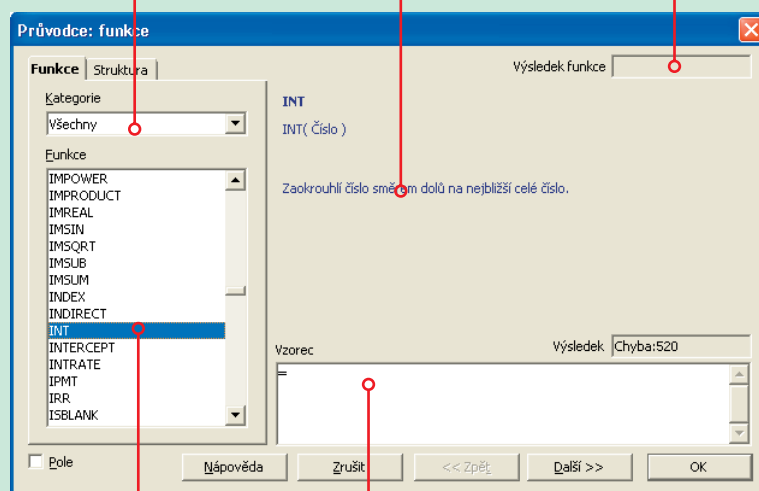 Průvodce: funkce
Funkce
Struktura
Výsledek funkce
Kategorie
Všechny
Funkce
IMPOWER
IMPRODUCT
IMREAL
IMSIN
IMSQRT
IMSUB
IMSUM
INDEX
INDIRECT
INT
INTERCEPT
INTRATE
IPMT
IRR
ISBLANK
INT
INT( Číslo )
Zaokrouhlí číslo směrem dolů na nejbližší celé číslo.
Vzorec
Výsledek Chyba:520
=
Pole
Nápověda
Zrušit
<< Zpět
Další >>
OK